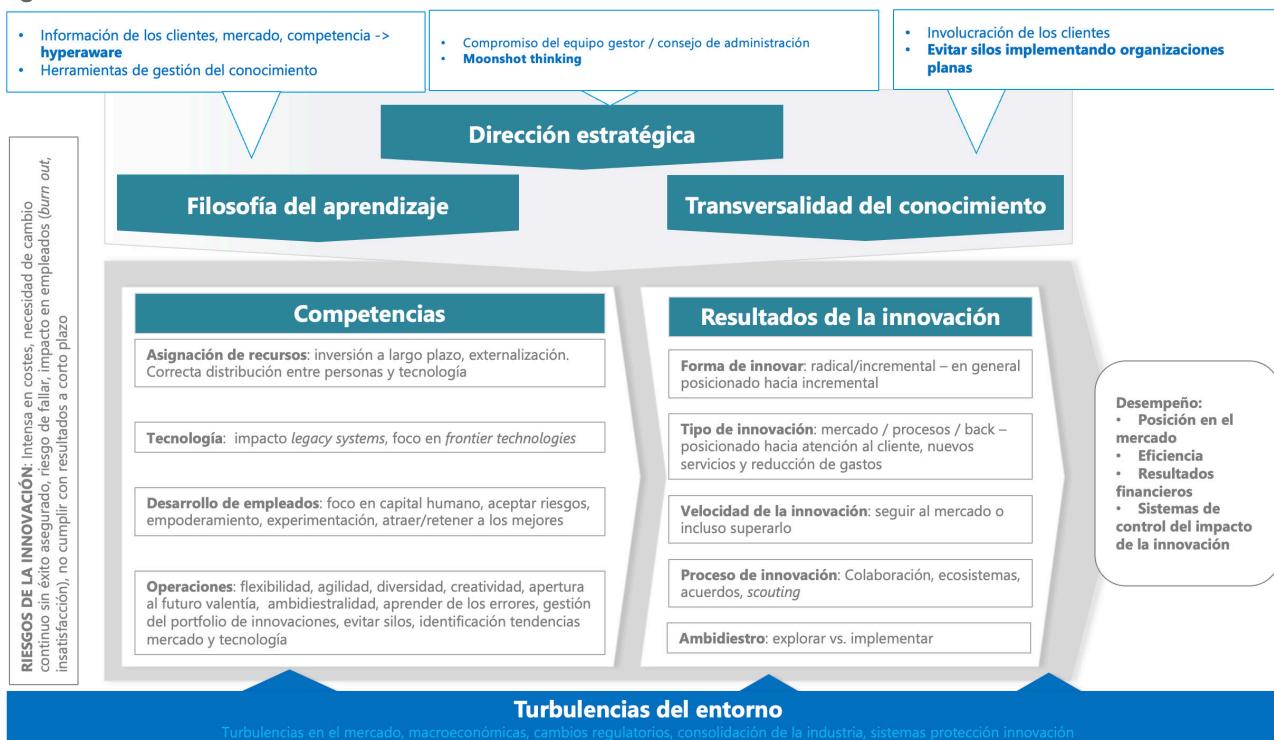 • Información de los clientes, mercado, competencia ->
hyperaware
• Herramientas de gestión del conocimiento
• Compromiso del equipo gestor / consejo de administración
• Moonshot thinking
• Involucración de los clientes
• Evitar silos implementando organizaciones
planas
Dirección estratégica
Filosofía del aprendizaje
Transversalidad del conocimiento
RIESGOS DE LA INNOVACIÓN: Intensa en costes, necesidad de cambio
continuo sin éxito asegurado, riesgo de fallar, impacto en empleados (burn out,
insatisfacción), no cumplir con resultados a corto plazo
Competencias
Asignación de recursos: inversión a largo plazo, externalización.
Correcta distribución entre personas y tecnología
Tecnología: impacto legacy systems, foco en frontier technologies
Desarrollo de empleados: foco en capital humano, aceptar riesgos,
empoderamiento, experimentación, atraer/retener a los mejores
Operaciones: flexibilidad, agilidad, diversidad, creatividad, apertura
al futuro valentía, ambidiestralidad, aprender de los errores, gestión
del portfolio de innovaciones, evitar silos, identificación tendencias
mercado y tecnología
Resultados de la innovación
Forma de innovar: radical/incremental – en general
posicionado hacia incremental
Tipo de innovación: mercado / procesos / back –
posicionado hacia atención al cliente, nuevos
servicios y reducción de gastos
Velocidad de la innovación: seguir al mercado o
incluso superarlo
Proceso de innovación: Colaboración, ecosistemas,
acuerdos, scouting
Ambidiestro: explorar vs. implementar
Desempeño:
• Posición en el
mercado
• Eficiencia
• Resultados
financieros
• Sistemas de
control del impacto
de la innovación
Turbulencias del entorno
Turbulencias en el mercado, macroeconómicas, cambios regulatorios, consolidación de la industria, sistemas protección innovación